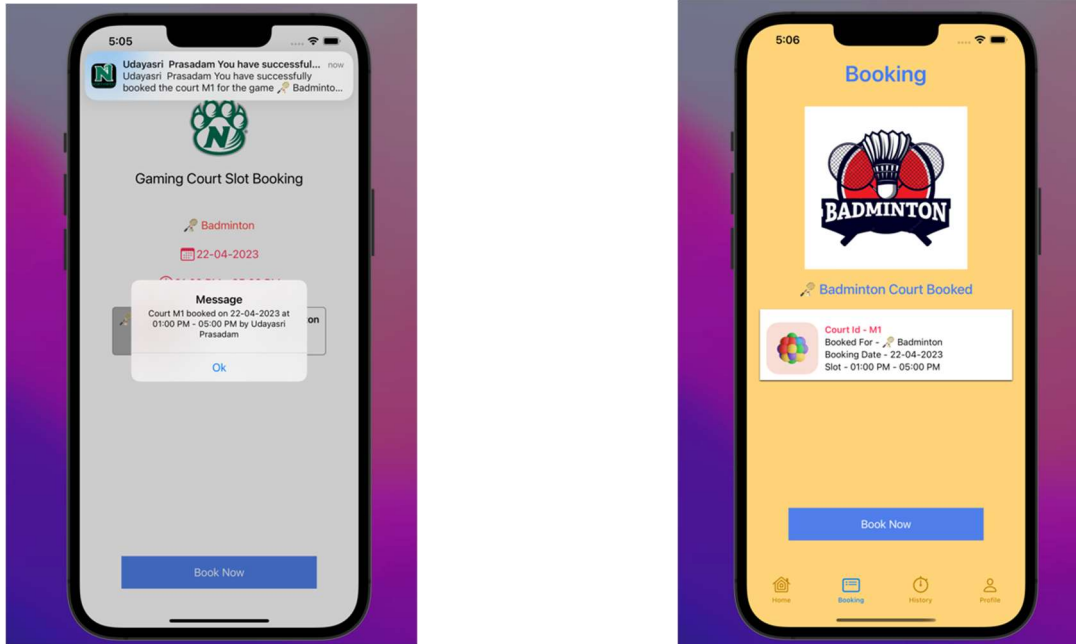 5:05
Udayasri Prasadam You have successful... now
Udayasri Prasadam You have successfully
booked the court M1 for the game 🏸 Badminto...
N
Gaming Court Slot Booking
🏸 Badminton
22-04-2023
Message
Court M1 booked on 22-04-2023 at
01:00 PM - 05:00 PM by Udayasri
Prasadam
on
Ok
Book Now
5:06
Booking
BADMINTON
🏸 Badminton Court Booked
Court Id - M1
Booked For - 🏸 Badminton
Booking Date - 22-04-2023
Slot - 01:00 PM - 05:00 PM
Book Now
Home Booking History Profile